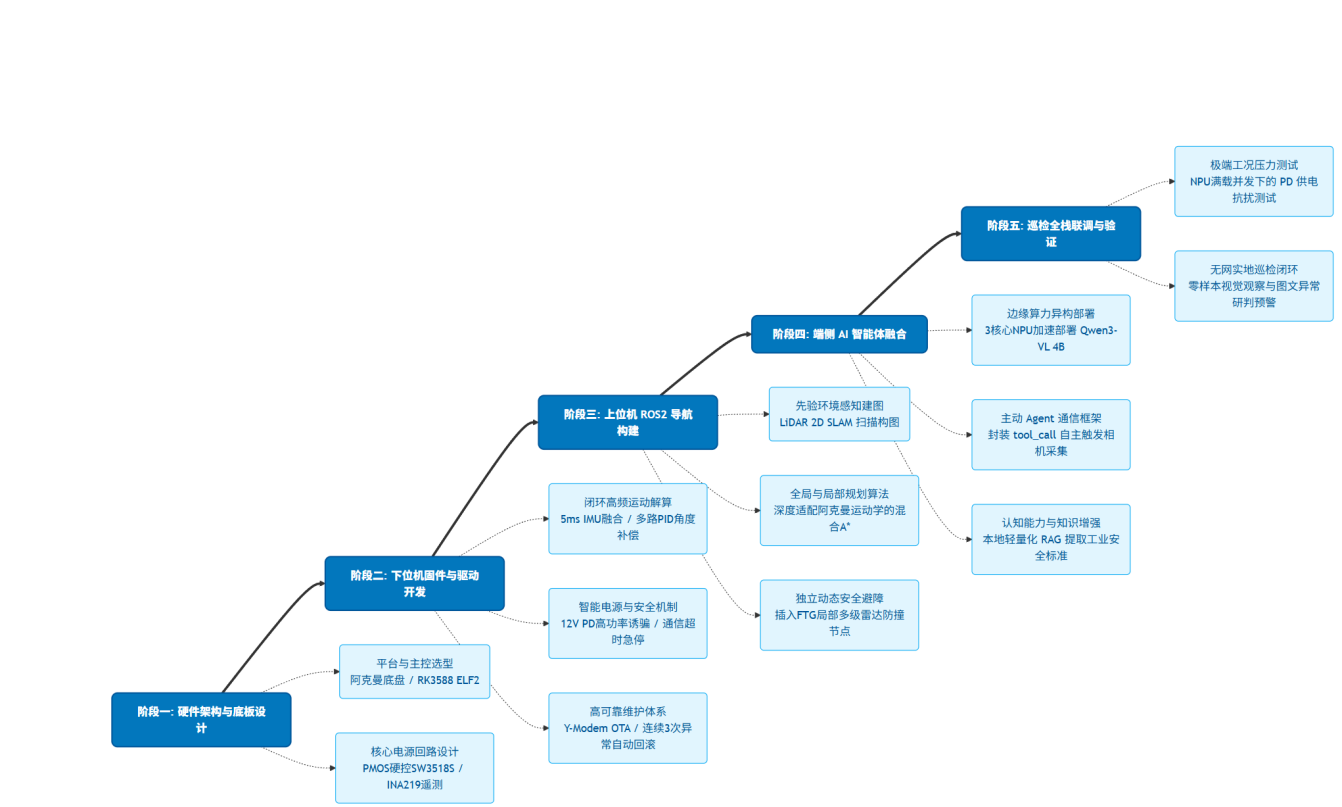 阶段一: 硬件架构与底板设
计
平台与主控选型
阿克曼底盘 / RK3588 ELF2
核心电源回路设计
PMOS硬控SW3518S /
INA219遥测
阶段二: 下位机固件与驱动
开发
闭环高频运动解算
5ms IMU融合 / 多路PID角度
补偿
智能电源与安全机制
12V PD高功率诱骗 / 通信超
时急停
高可靠维护体系
Y-Modem OTA / 连续3次异
常自动回滚
阶段三: 上位机 ROS2 导航
构建
先验环境感知建图
LiDAR 2D SLAM 扫描构图
全局与局部规划算法
深度适配阿克曼运动学的混
合A*
独立动态安全避障
插入FTG局部多级雷达防撞
节点
阶段四: 端侧 AI 智能体融合
边缘算力异构部署
3核心NPU加速部署 Qwen3-
VL 4B
主动 Agent 通信框架
封装 tool_call 自主触发相
机采集
认知能力与知识增强
本地轻量化 RAG 提取工业安
全标准
阶段五: 巡检全栈联调与验
证
极端工况压力测试
NPU满载并发下的 PD 供电
抗扰测试
无网实地巡检闭环
零样本视觉观察与图文异常
研判预警